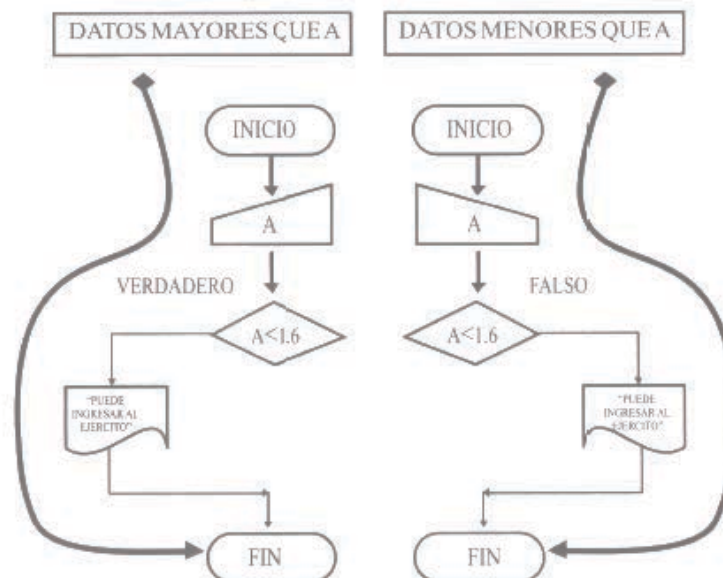 DATOS MAYORES QUE A
DATOS MENORES QUE A
INICIO
INICIO
A
A
VERDADERO
FALSO
A<1.6
A<1.6
"PUEDE
INGRESAR AL
EJERCITO"
"PUEDE
INGRESAR AL
EJERCITO"
FIN
FIN